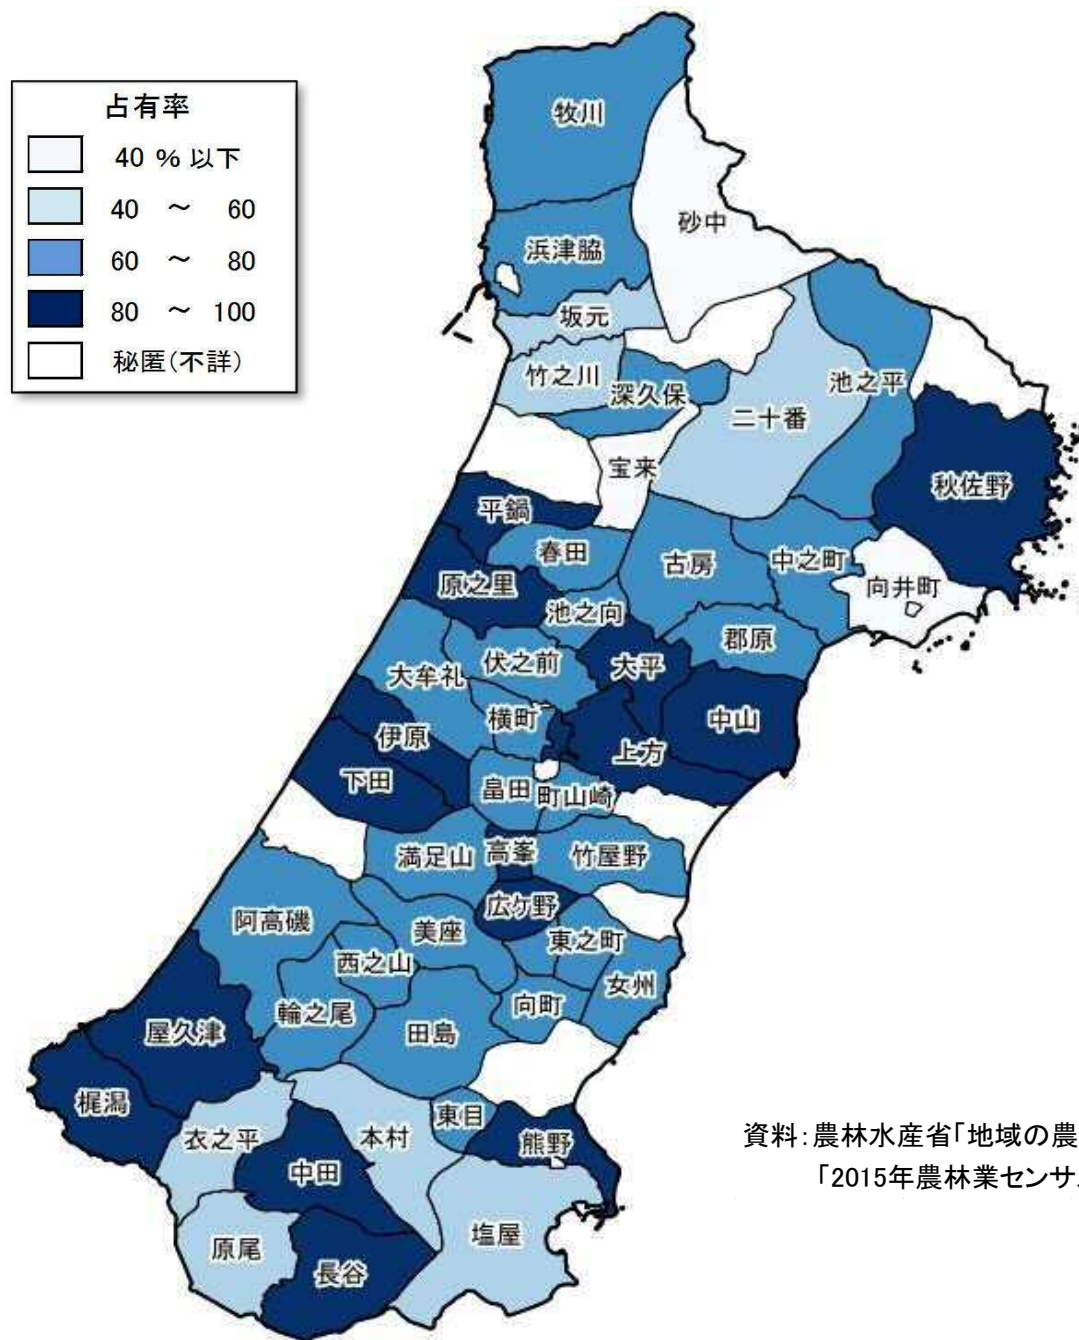 占有率
40 % 以下
40 ～ 60
60 ～ 80
80 ～ 100
秘匿(不詳)
牧川
砂中
浜津脇
坂元
竹之川
深久保
二十番
池之平
宝来
秋佐野
平鍋
春田
古房
中之町
原之里
向井町
池之向
郡原
大牟礼
伏之前
大平
横町
中山
伊原
上方
下田
畠田
町山崎
満足山
高峯
竹屋野
広ケ野
阿高磯
美座
東之町
西之山
女州
輪之尾
向町
屋久津
田島
梶潟
衣之平
本村
東目
熊野
中田
塩屋
原尾
長谷
資料：農林水産省「地域の農
「2015年農林業センサ